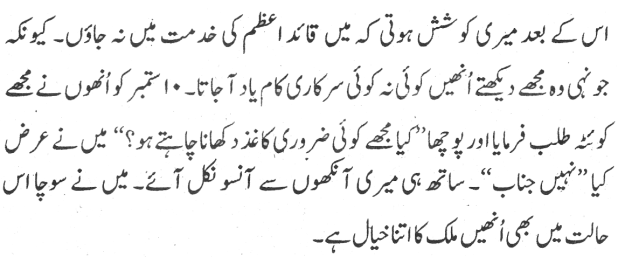 اس کے بعد میری کوشش ہوتی کہ میں قائد اعظم کی خدمت میں نہ جاؤں۔ کیونکہ
جونہی وہ مجھے دیکھتے اُنھیں کوئی نہ کوئی سرکاری کام یاد آ جاتا۔ ۱۰ ستمبر کو اُنھوں نے مجھے
کوئٹہ طلب فرمایا اور پوچھا ”کیا مجھے کوئی ضروری کاغذ دکھانا چاہتے ہو؟“ میں نے عرض
کیا ”نہیں جناب“۔ ساتھ ہی میری آنکھوں سے آنسو نکل آئے۔ میں نے سوچا اس
حالت میں بھی اُنھیں ملک کا اتنا خیال ہے۔